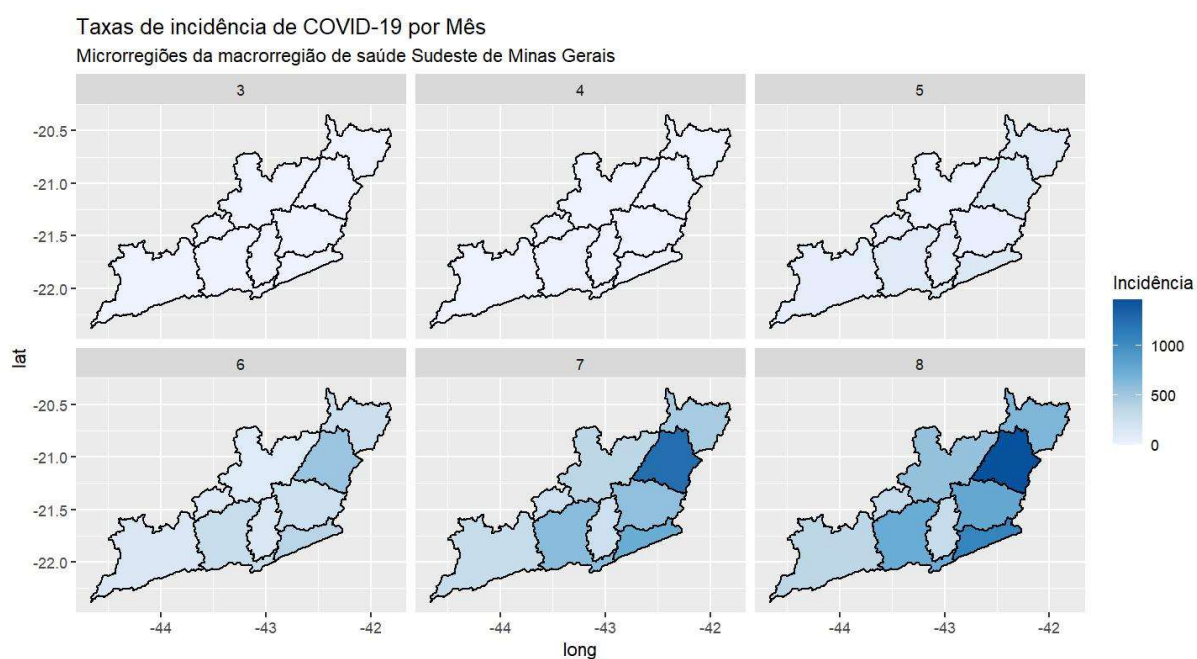 Taxas de incidência de COVID-19 por Mês
Microrregiões da macrorregião de saúde Sudeste de Minas Gerais
3 4 5
-20.5
-21.0
-21.5
-22.0
lat
6 7 8
-20.5
-21.0
-21.5
-22.0
-44 -43 -42 -44 -43 -42 -44 -43 -42
long
Incidência
1000
500
0